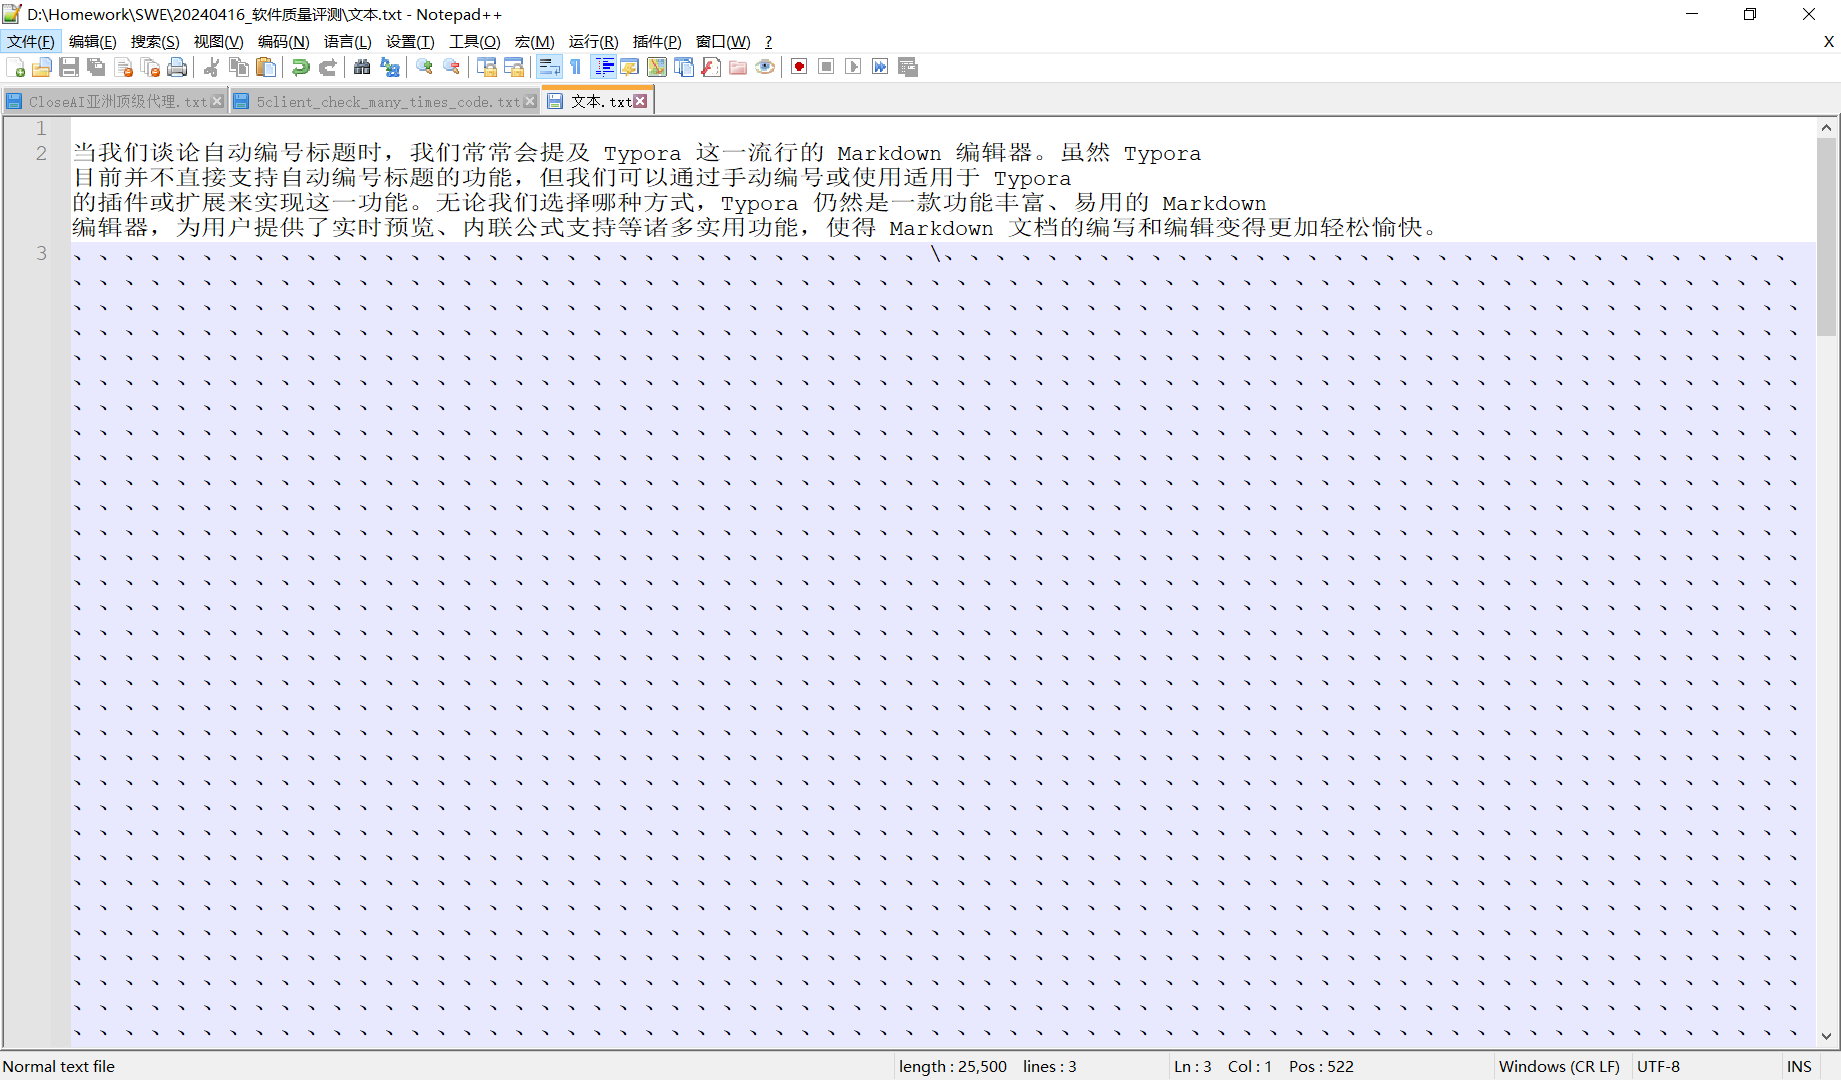 D:\Homework\SWE\20240416_软件质量评测\文本.txt - Notepad++
文件(F) 编辑(E) 搜索(S) 视图(V) 编码(N) 语言(L) 设置(T) 工具(O) 宏(M) 运行(R) 插件(P) 窗口(W) ? X
CloseAI亚洲顶级代理.txt 5client_check_many_times_code.txt 文本.txt
1
2 当我们谈论自动编号标题时，我们常常会提及 Typora 这一流行的 Markdown 编辑器。虽然 Typora
目前并不直接支持自动编号标题的功能，但我们可以通过手动编号或使用适用于 Typora
的插件或扩展来实现这一功能。无论我们选择哪种方式，Typora 仍然是一款功能丰富、易用的 Markdown
编辑器，为用户提供了实时预览、内联公式支持等诸多实用功能，使得 Markdown 文档的编写和编辑变得更加轻松愉快。
3 、、、、、、、、、、、、、、、、、、、、、、、、、、、、、、、、、\、、、、、、、、、、、、、、、、、、、、、、、、、、、、、、、、、
Normal text file length : 25,500 lines : 3 Ln : 3 Col : 1 Pos : 522 Windows (CR LF) UTF-8 INS